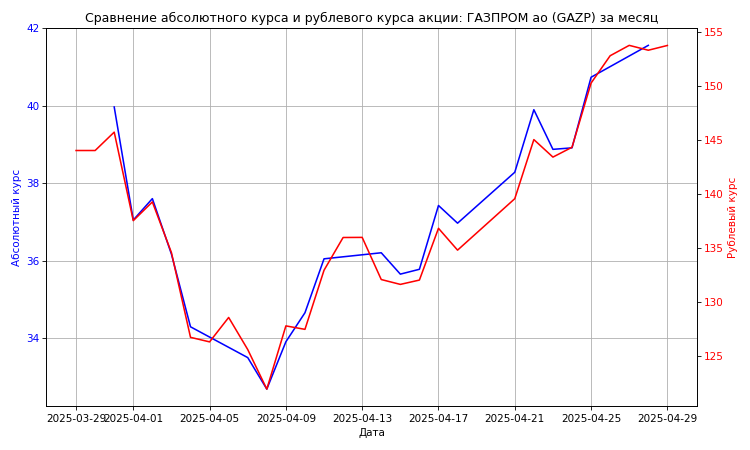 Сравнение абсолютного курса и рублевого курса акции: ГАЗПРОМ ао (GAZP) за месяц
42
40
38
36
34
Абсолютный курс
155
150
145
140
135
130
125
Рублевый курс
2025-03-29 2025-04-01 2025-04-05 2025-04-09 2025-04-13 2025-04-17 2025-04-21 2025-04-25 2025-04-29
Дата